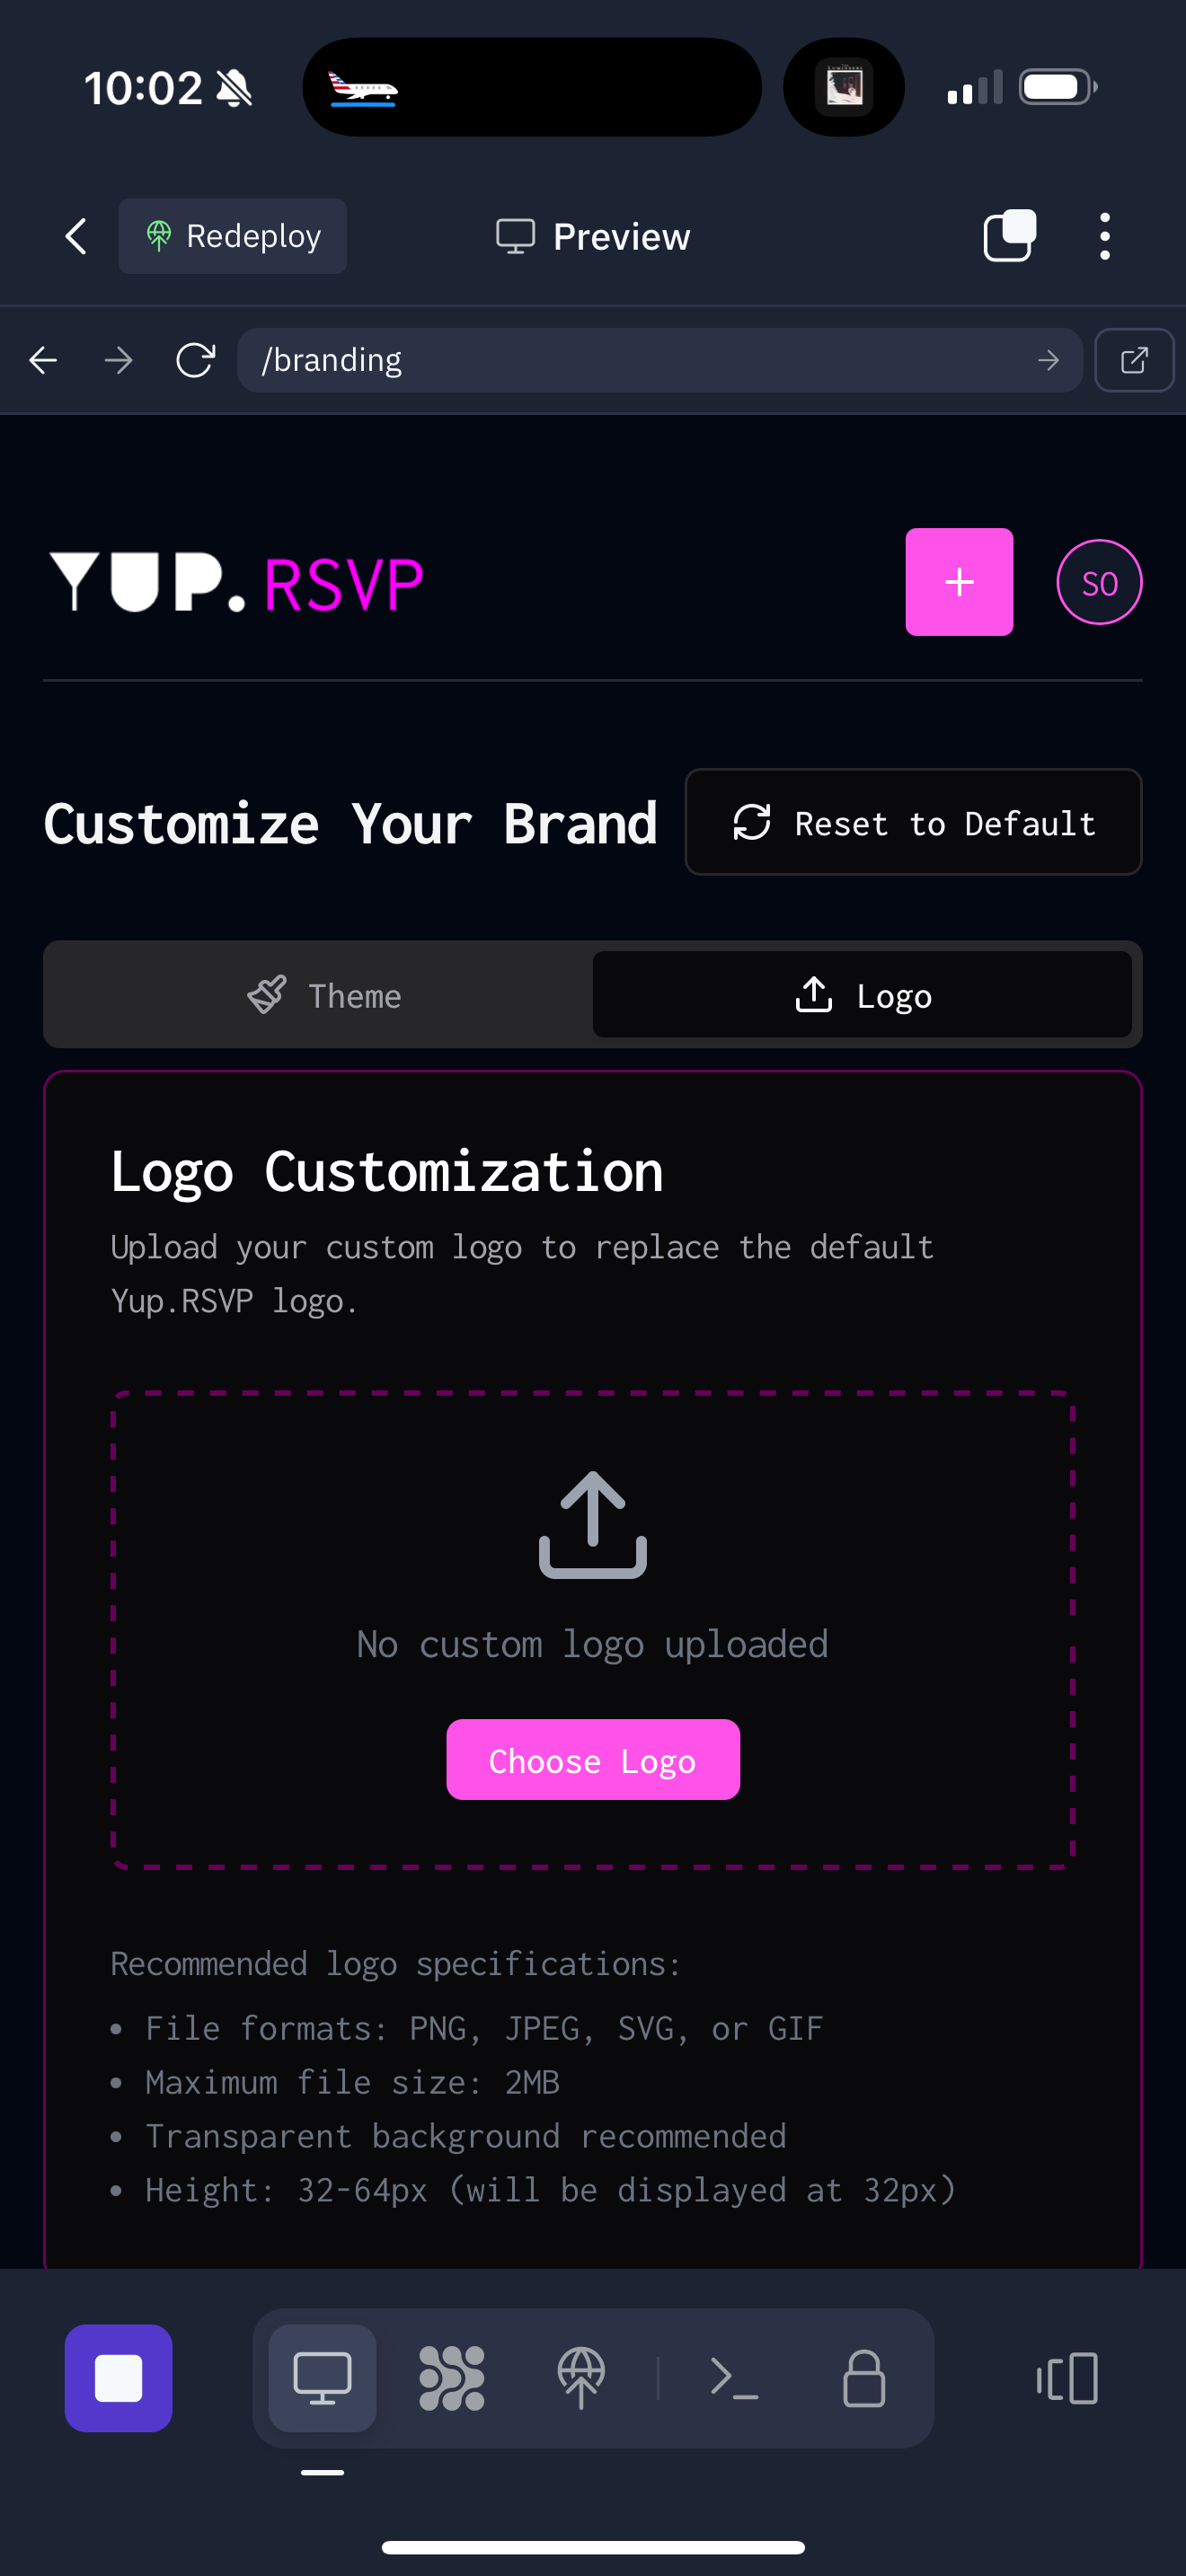 10:02
Redeploy
Preview
/branding
YUP.RSVP
SO
Customize Your Brand
Reset to Default
Theme
Logo
Logo Customization
Upload your custom logo to replace the default
Yup.RSVP logo.
No custom logo uploaded
Choose Logo
Recommended logo specifications:
• File formats: PNG, JPEG, SVG, or GIF
• Maximum file size: 2MB
• Transparent background recommended
• Height: 32-64px (will be displayed at 32px)